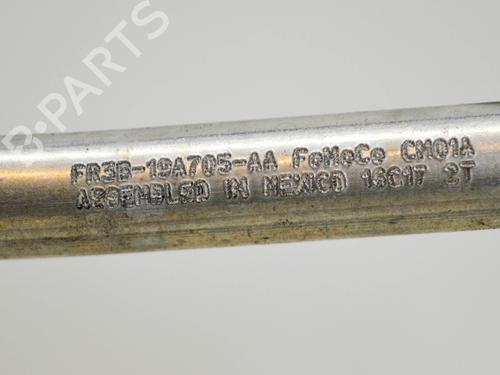 B-PARTS
FR3B-19A705-AA FoMoCo CM01A
ASSEMBLED IN MEXICO 16C17 2T